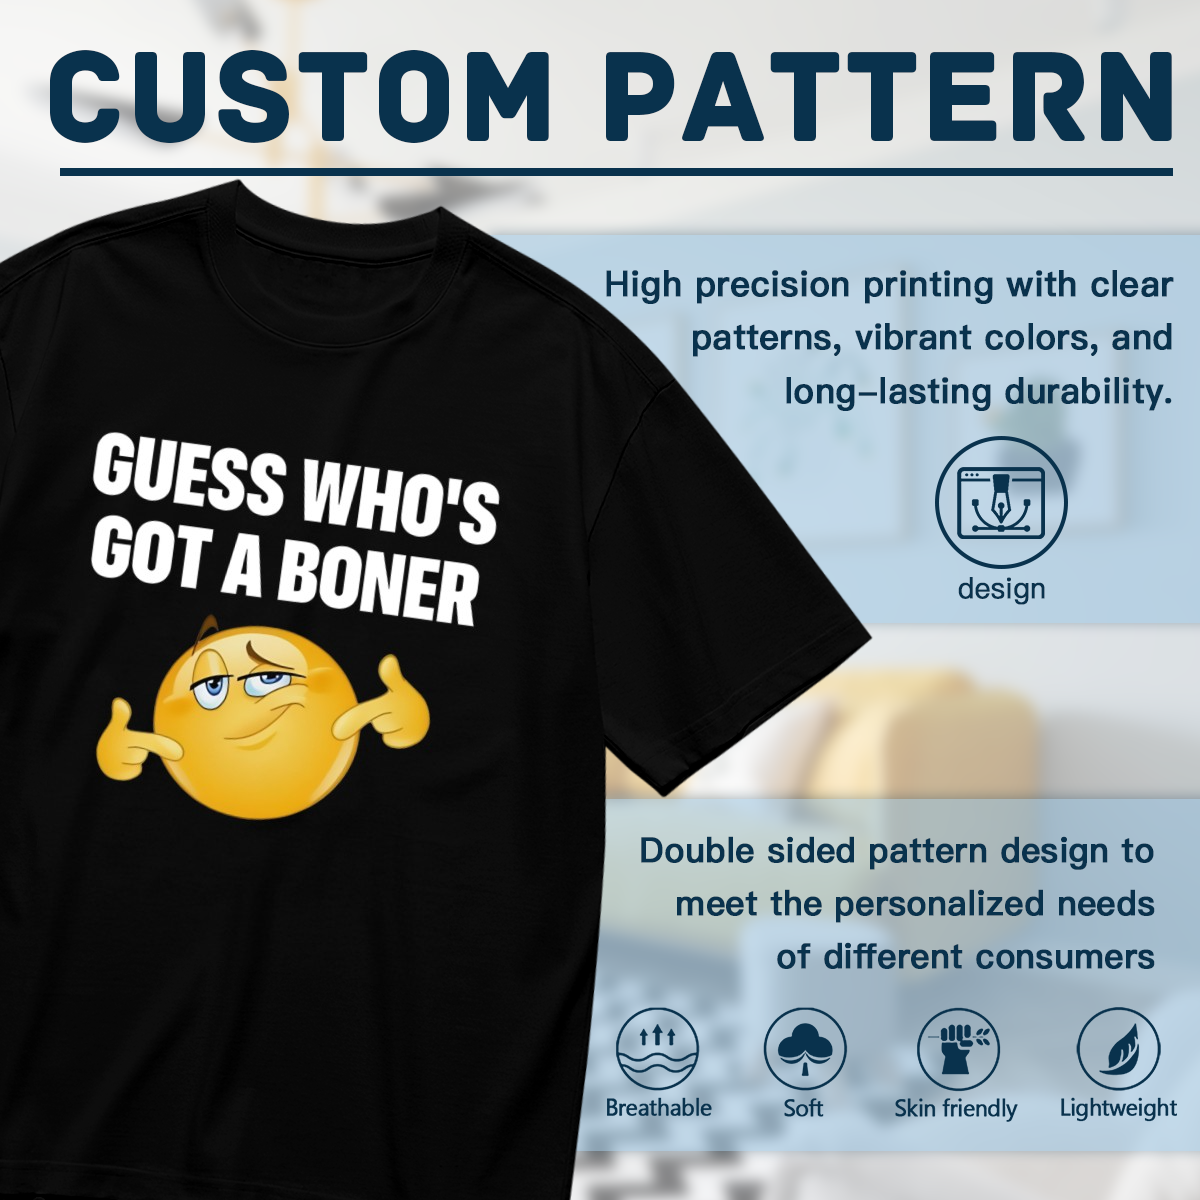 CUSTOM PATTERN
High precision printing with clear
patterns, vibrant colors, and
long-lasting durability.
design
GUESS WHO'S
GOT A BONER
Double sided pattern design to
meet the personalized needs
of different consumers
Breathable
Soft
Skin friendly
Lightweight